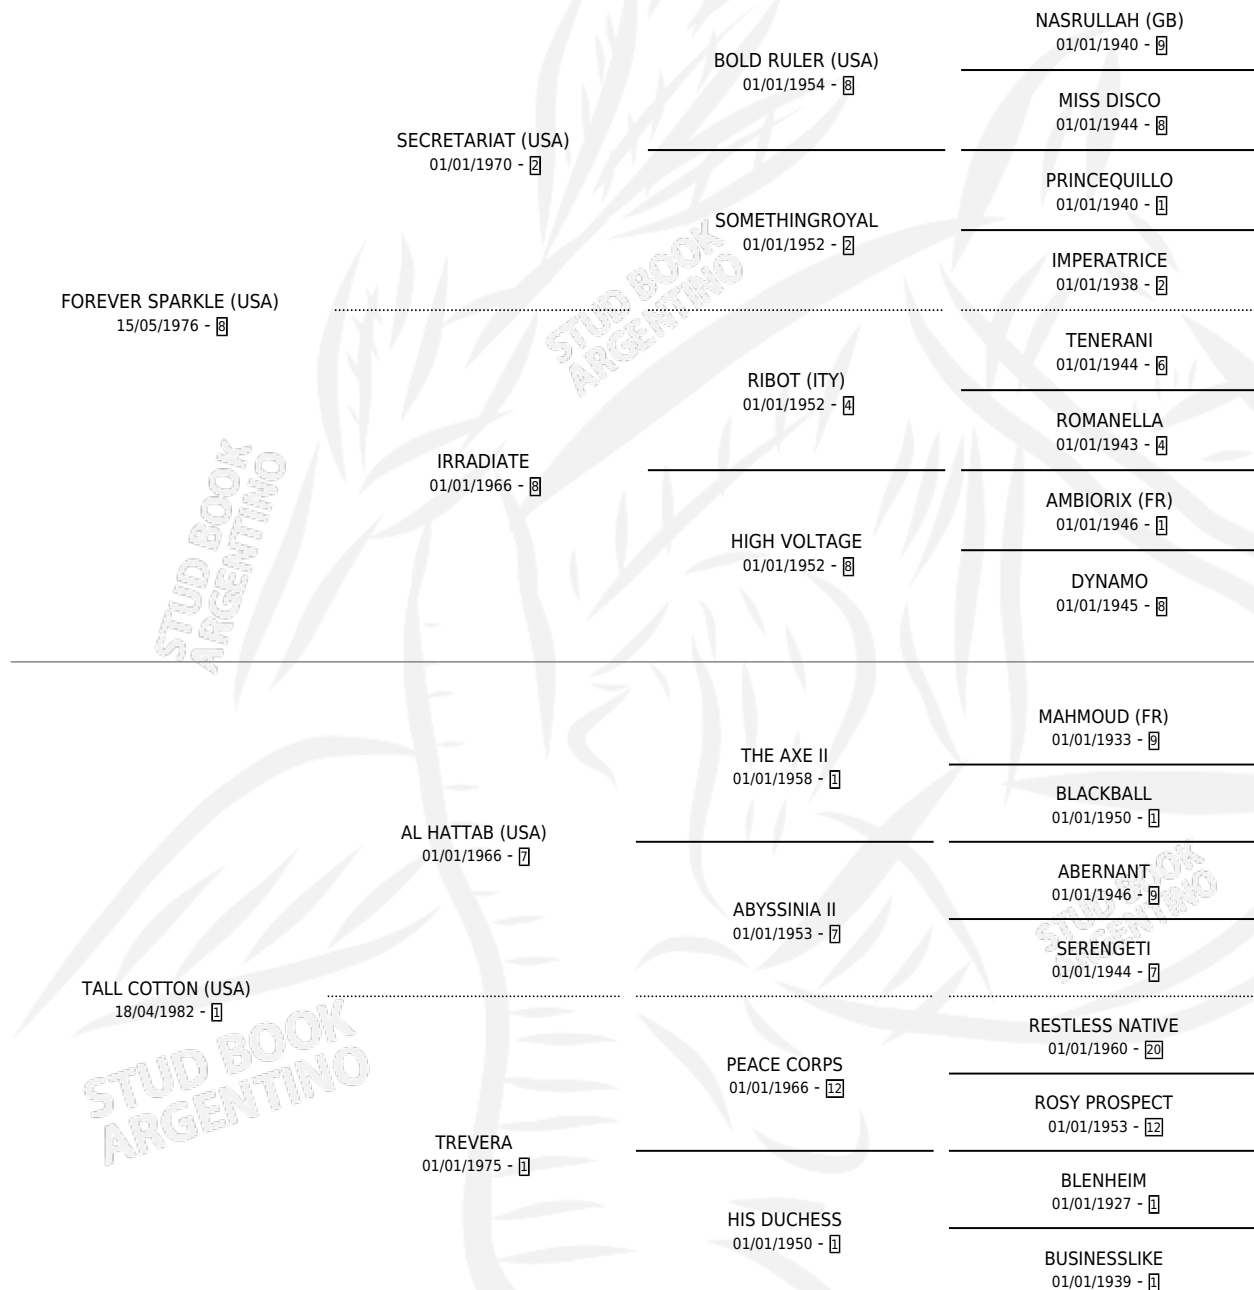 NASRULLAH (GB)
01/01/1940 - 9
BOLD RULER (USA)
01/01/1954 - 8
MISS DISCO
01/01/1944 - 8
SECRETARIAT (USA)
01/01/1970 - 2
PRINCEQUILLO
01/01/1940 - 1
SOMETHINGROYAL
01/01/1952 - 2
IMPERATRICE
01/01/1938 - 2
FOREVER SPARKLE (USA)
15/05/1976 - 8
TENERANI
01/01/1944 - 6
RIBOT (ITY)
01/01/1952 - 4
ROMANELLA
01/01/1943 - 4
IRRADIATE
01/01/1966 - 8
AMBIORIX (FR)
01/01/1946 - 1
HIGH VOLTAGE
01/01/1952 - 8
DYNAMO
01/01/1945 - 8
MAHMOUD (FR)
01/01/1933 - 9
THE AXE II
01/01/1958 - 1
BLACKBALL
01/01/1950 - 1
AL HATTAB (USA)
01/01/1966 - 7
ABERNANT
01/01/1946 - 9
ABYSSINIA II
01/01/1953 - 7
SERENGETI
01/01/1944 - 7
TALL COTTON (USA)
18/04/1982 - 1
RESTLESS NATIVE
01/01/1960 - 20
PEACE CORPS
01/01/1966 - 12
ROSY PROSPECT
01/01/1953 - 12
TREVERA
01/01/1975 - 1
BLENHEIM
01/01/1927 - 1
HIS DUCHESS
01/01/1950 - 1
BUSINESSLIKE
01/01/1939 - 1
STUD BOOK
ARGENTINO
STUD BOOK
ARGENTINO
STUD BOOK
ARGENTINO
STUD BOOK
ARGENTINO